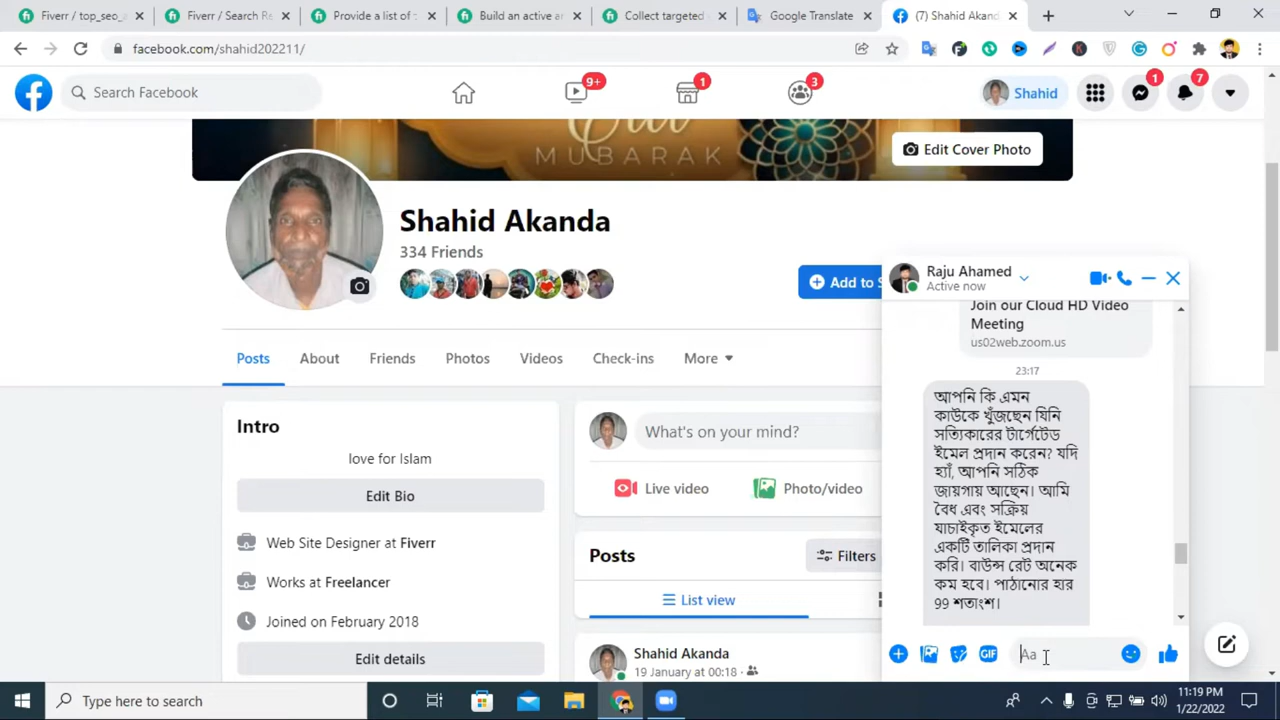 Fiverr / top_seo_
Fiverr / Search Re
Provide a list of
Build an active ar
Collect targeted
Google Translate
(7) Shahid Akand
facebook.com/shahid202211/
Search Facebook
9+
1
3
Shahid
1
7
MUBARAK
Edit Cover Photo
Shahid Akanda
334 Friends
Add to S
Posts
About
Friends
Photos
Videos
Check-ins
More
Intro
love for Islam
Edit Bio
Web Site Designer at Fiverr
Works at Freelancer
Joined on February 2018
Edit details
What's on your mind?
Live video
Photo/video
Posts
Filters
List view
Shahid Akanda
19 January at 00:18
Raju Ahamed
Active now
Join our Cloud HD Video
Meeting
us02web.zoom.us
23:17
আপনি কি এমন
কাউকে খুঁজছেন যিনি
সত্যিকারের টার্গেটেড
ইমেল প্রদান করেন? যদি
হ্যাঁ, আপনি সঠিক
জায়গায় আছেন। আমি
বৈধ এবং সক্রিয়
যাচাইকৃত ইমেলের
একটি তালিকা প্রদান
করি। বাউন্স রেট অনেক
কম হবে। পাঠানোর হার
99 শতাংশ।
GIF
Aa
Type here to search
11:19 PM
1/22/2022